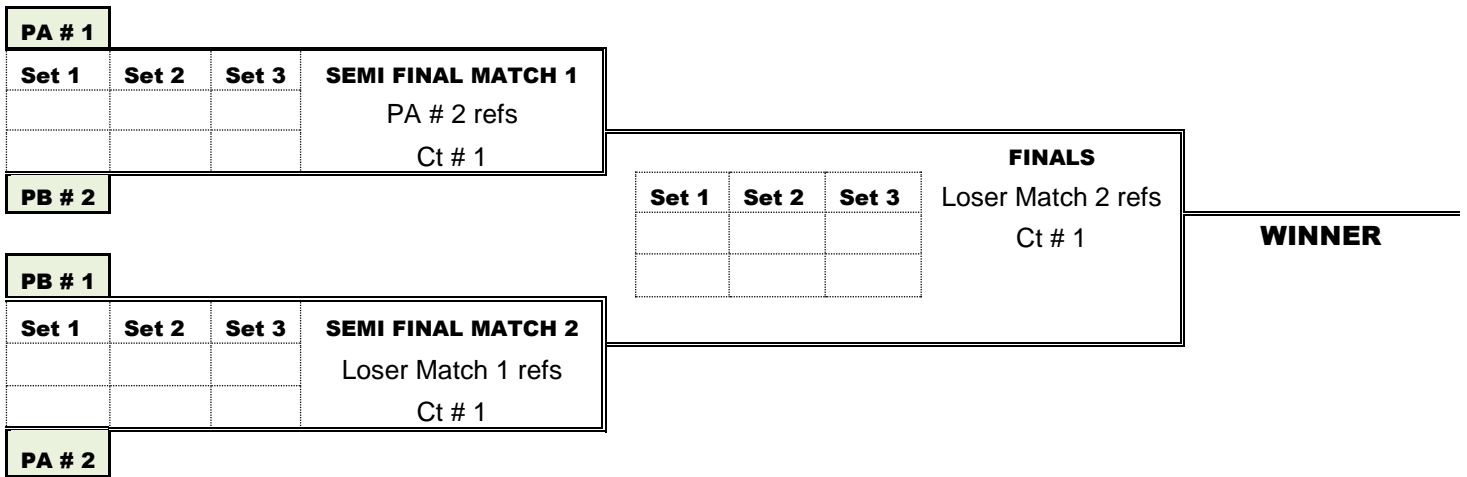 PA # 1
Set 1 Set 2 Set 3 SEMI FINAL MATCH 1
PA # 2 refs
Ct # 1
PB # 2
FINALS
Set 1 Set 2 Set 3 Loser Match 2 refs
Ct # 1
WINNER
PB # 1
Set 1 Set 2 Set 3 SEMI FINAL MATCH 2
Loser Match 1 refs
Ct # 1
PA # 2